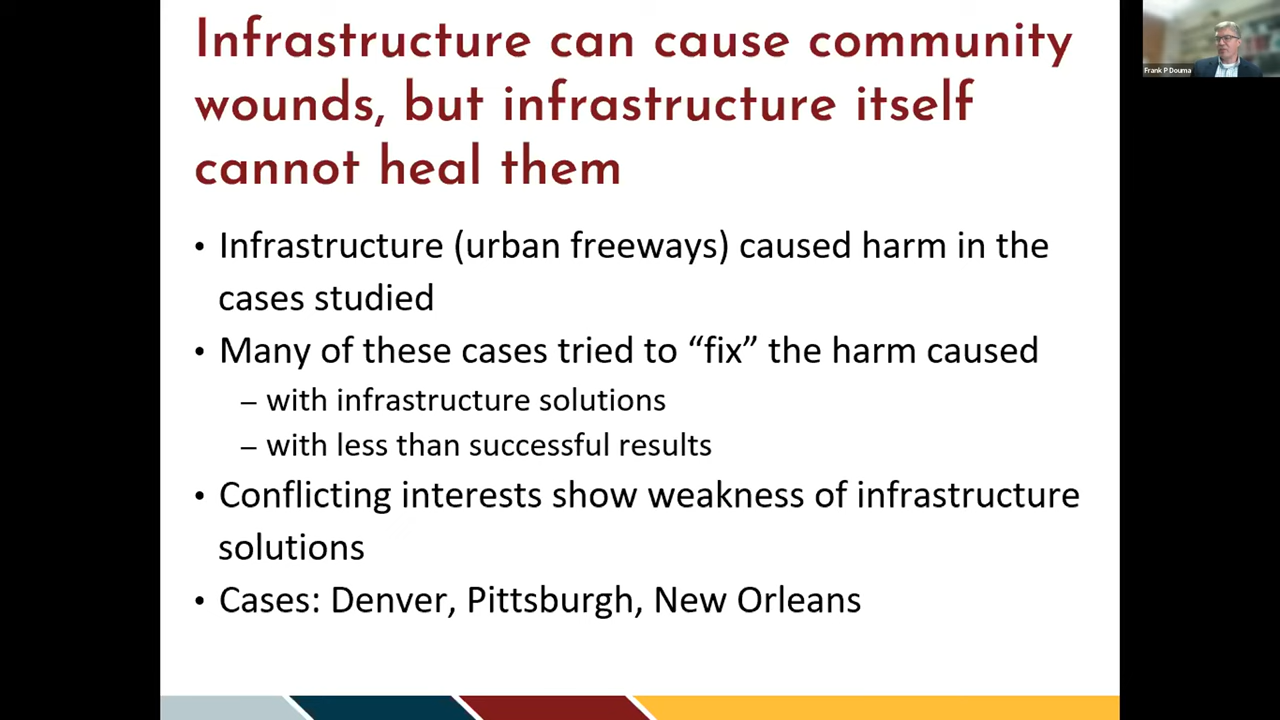 Infrastructure can cause community
wounds, but infrastructure itself
cannot heal them
• Infrastructure (urban freeways) caused harm in the
cases studied
• Many of these cases tried to “fix” the harm caused
– with infrastructure solutions
– with less than successful results
• Conflicting interests show weakness of infrastructure
solutions
• Cases: Denver, Pittsburgh, New Orleans
Frank P Douma